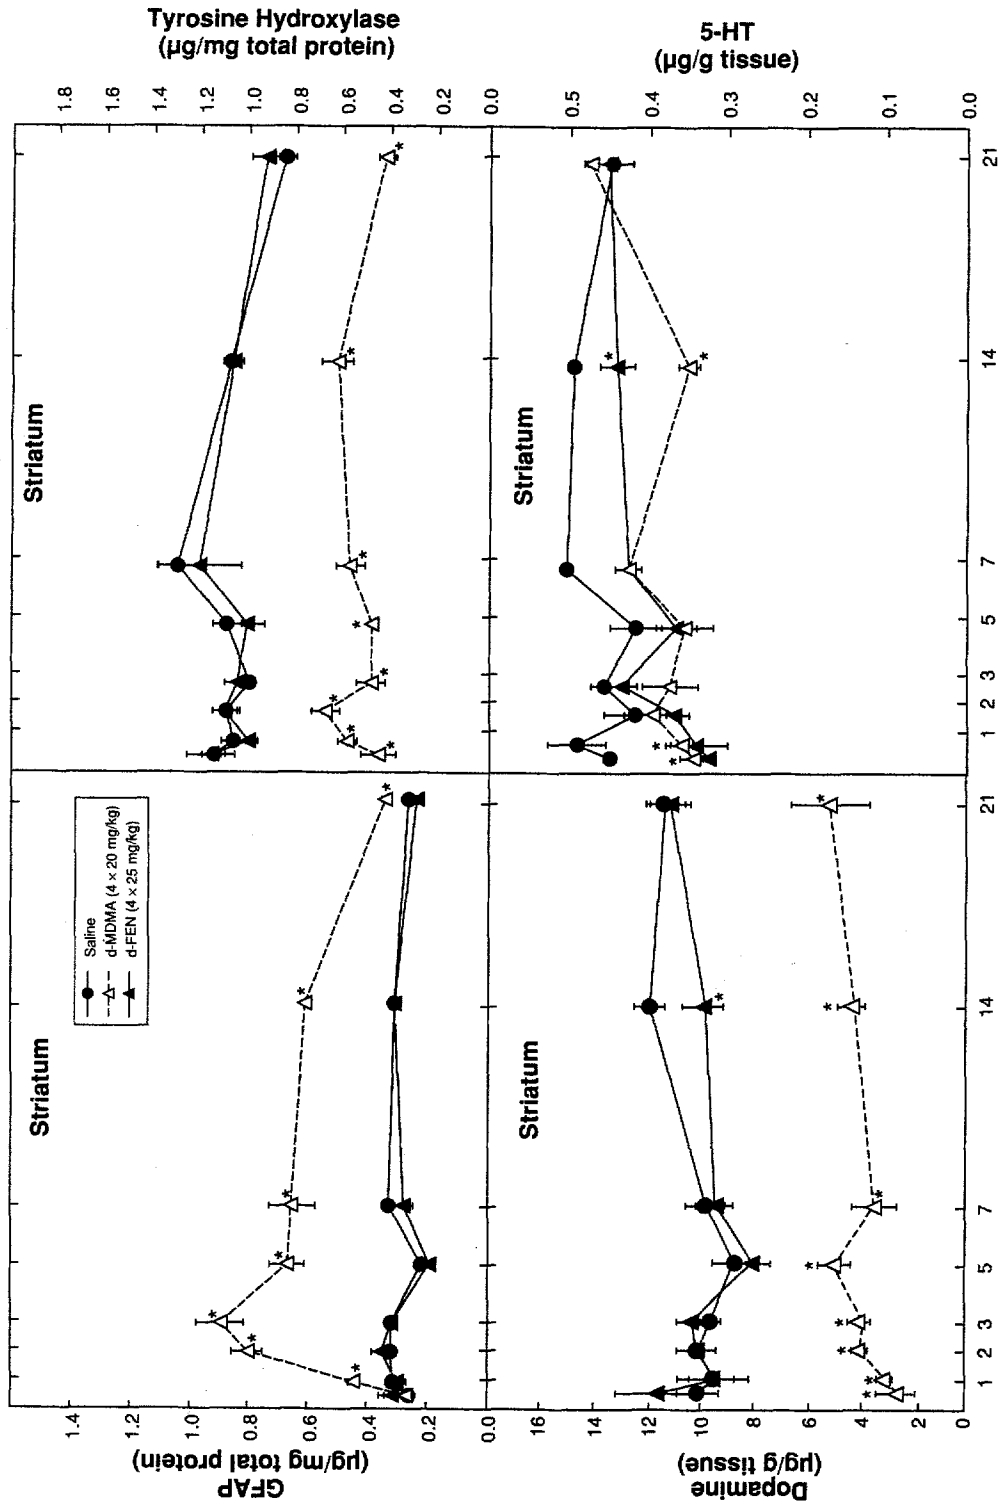 GFAP
(µg/mg total protein)
1.4
1.2
1.0
0.8
0.6
0.4
0.2
Striatum
Saline
d-MDMA (4 × 20 mg/kg)
d-FEN (4 × 25 mg/kg)
* * * * * * * *
Striatum
* * * * * * * *
1.8
1.6
1.4
1.2
1.0
0.8
0.6
0.4
0.2
0.0
Tyrosine Hydroxylase
(µg/mg total protein)
Dopamine
(µg/g tissue)
16
14
12
10
8
6
4
2
0
Striatum
* * * * * * * * *
1 2 3 5 7 14 21
Striatum
* * * *
1 2 3 5 7 14 21
0.5
0.4
0.3
0.2
0.1
0.0
5-HT
(µg/g tissue)